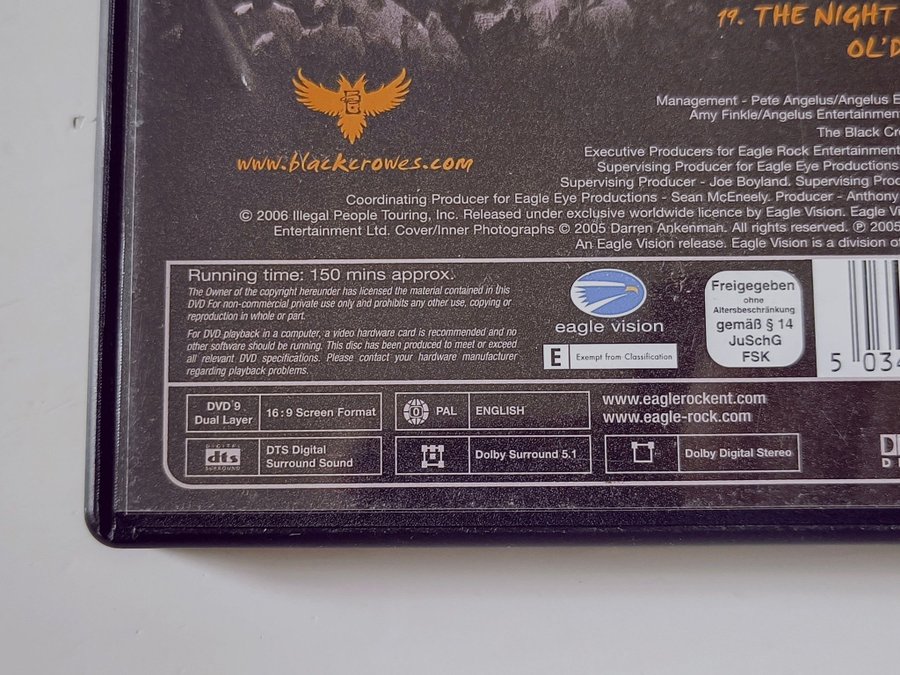 19. THE NIGHT
OL'D
www.blackcrowes.com
Management - Pete Angelus/Angelus E
Amy Finkle/Angelus Entertainment
The Black Cro
Executive Producers for Eagle Rock Entertainment
Supervising Producer for Eagle Eye Productions
Supervising Producer - Joe Boyland. Supervising Prod
Coordinating Producer for Eagle Eye Productions - Sean McEneely. Producer - Anthony
© 2006 Illegal People Touring, Inc. Released under exclusive worldwide licence by Eagle Vision. Eagle Vi
Entertainment Ltd. Cover/Inner Photographs © 2005 Darren Ankenman. All rights reserved. ℗ 2005
An Eagle Vision release. Eagle Vision is a division of
Running time: 150 mins approx.
The Owner of the copyright hereunder has licensed the material contained in this
DVD For non-commercial private use only and prohibits any other use, copying or
reproduction in whole or part.
For DVD playback in a computer, a video hardware card is recommended and no
other software should be running. This disc has been produced to meet or exceed
all relevant DVD specifications. Please contact your hardware manufacturer
regarding playback problems.
eagle vision
E Exempt from Classification
Freigegeben
ohne
Altersbeschränkung
gemäß § 14
JuSchG
FSK
5 034
DVD 9
Dual Layer
16:9 Screen Format
0 PAL ENGLISH
www.eaglerockent.com
www.eagle-rock.com
DIGITAL
dts
SURROUND
DTS Digital
Surround Sound
Dolby Surround 5.1
Dolby Digital Stereo